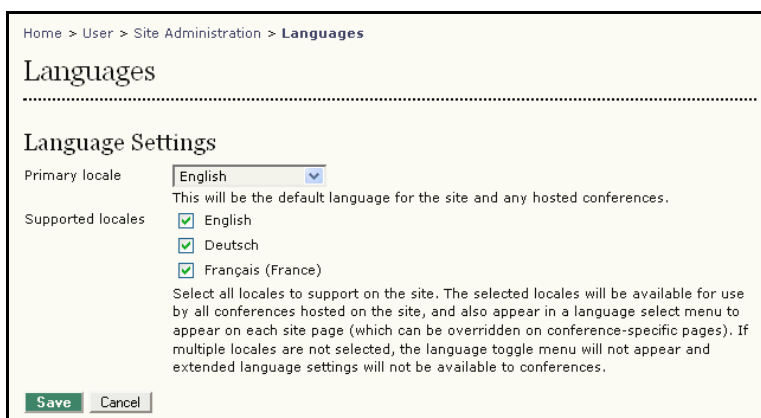 Home > User > Site Administration > Languages
Languages
Language Settings
Primary locale English
This will be the default language for the site and any hosted conferences.
Supported locales English
Deutsch
Français (France)
Select all locales to support on the site. The selected locales will be available for use
by all conferences hosted on the site, and also appear in a language select menu to
appear on each site page (which can be overridden on conference-specific pages). If
multiple locales are not selected, the language toggle menu will not appear and
extended language settings will not be available to conferences.
Save Cancel